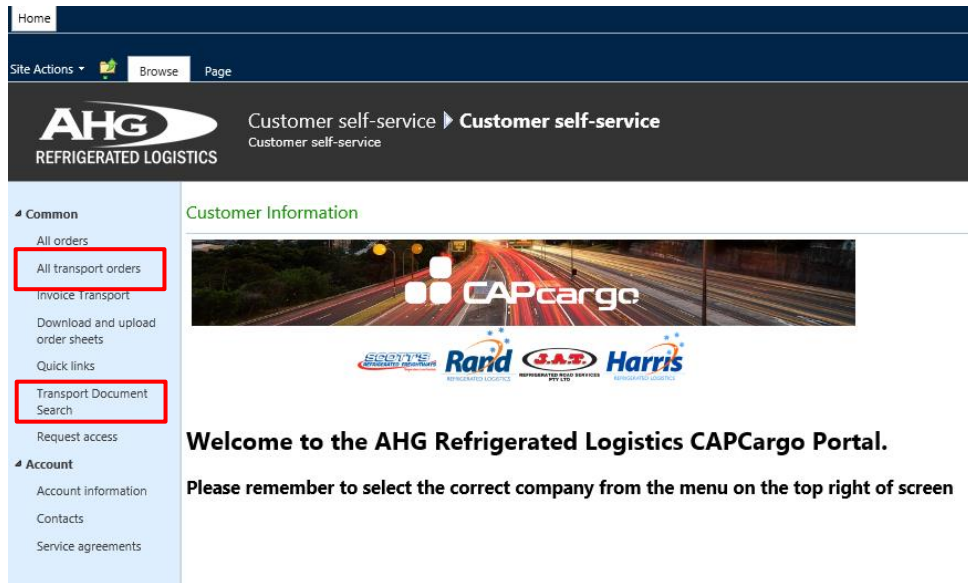 Home
Site Actions
Browse
Page
AHG
REFRIGERATED LOGISTICS
Customer self-service Customer self-service
Customer self-service
Common
All orders
All transport orders
Invoice Transport
Download and upload
order sheets
Quick links
Transport Document
Search
Request access
Account
Account information
Contacts
Service agreements
Customer Information
CAPcargo
SCOTT'S
REFRIGERATED FREIGHTWAYS
Rand
REFRIGERATED LOGISTICS
J.A.T.
REFRIGERATED ROAD SERVICES
PTY LTD
Harris
REFRIGERATED LOGISTICS
Welcome to the AHG Refrigerated Logistics CAPCargo Portal.
Please remember to select the correct company from the menu on the top right of screen